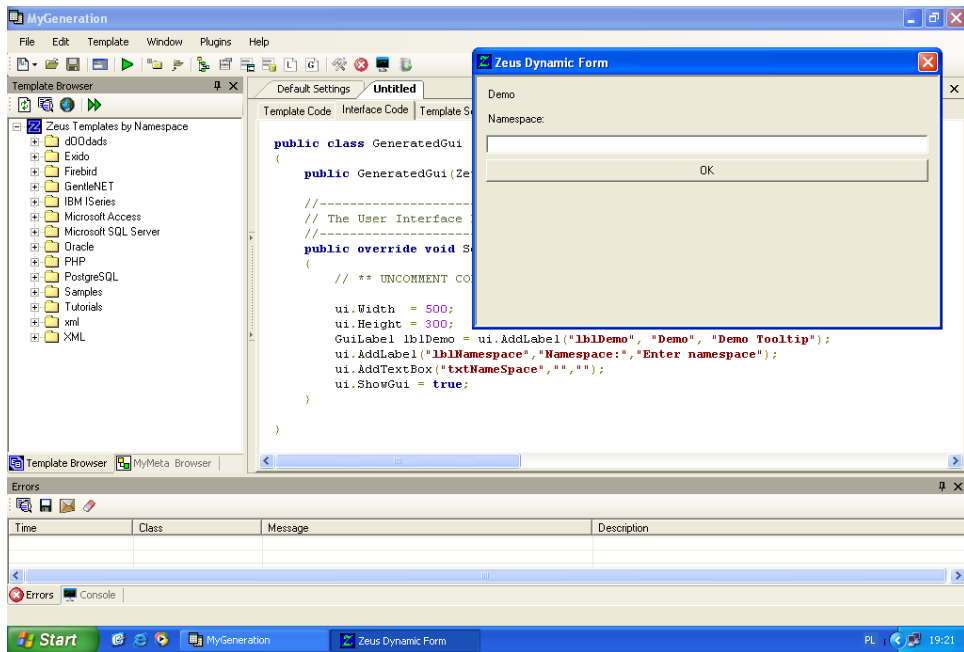 MyGeneration
File Edit Template Window Plugins Help
Template Browser
Zeus Templates by Namespace
dOOdads
Exido
Firebird
GentleNET
IBM ISeries
Microsoft Access
Microsoft SQL Server
Oracle
PHP
PostgreSQL
Samples
Tutorials
xml
XML
Template Browser MyMeta Browser
Default Settings Untitled
Template Code Interface Code Template S
public class GeneratedGui
{
public GeneratedGui(Ze
//----------------------
// The User Interface
//----------------------
public override void S
{
// ** UNCOMMENT CO
ui.Width = 500;
ui.Height = 300;
GuiLabel lblDemo = ui.AddLabel("lblDemo", "Demo", "Demo Tooltip");
ui.AddLabel("lblNamespace","Namespace:","Enter namespace");
ui.AddTextBox("txtNameSpace","","");
ui.ShowGui = true;
}
}
Zeus Dynamic Form
Demo
Namespace:
OK
Errors
Time Class Message Description
Errors Console
Start MyGeneration Zeus Dynamic Form PL 19:21